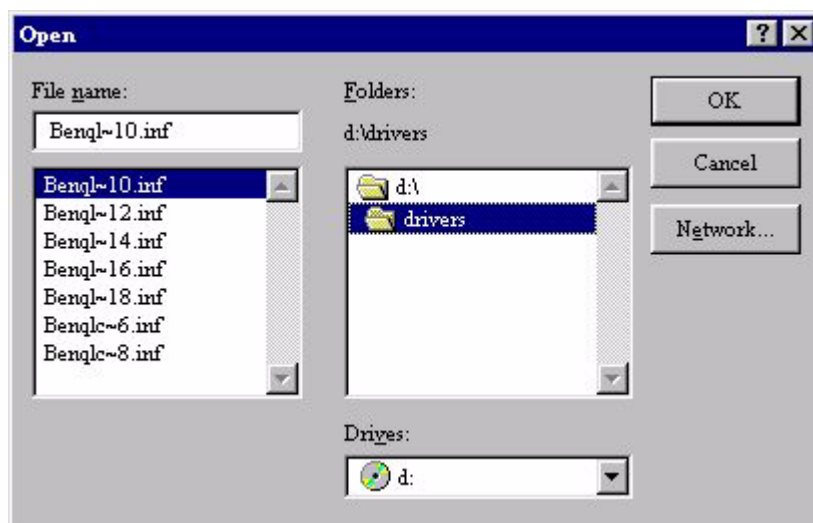 Open
File name:
Benql~10.inf
Benql~10.inf
Benql~12.inf
Benql~14.inf
Benql~16.inf
Benql~18.inf
Benqlc~6.inf
Benqlc~8.inf
Folders:
d:\drivers
d:\
drivers
Drives:
d:
OK
Cancel
Network...